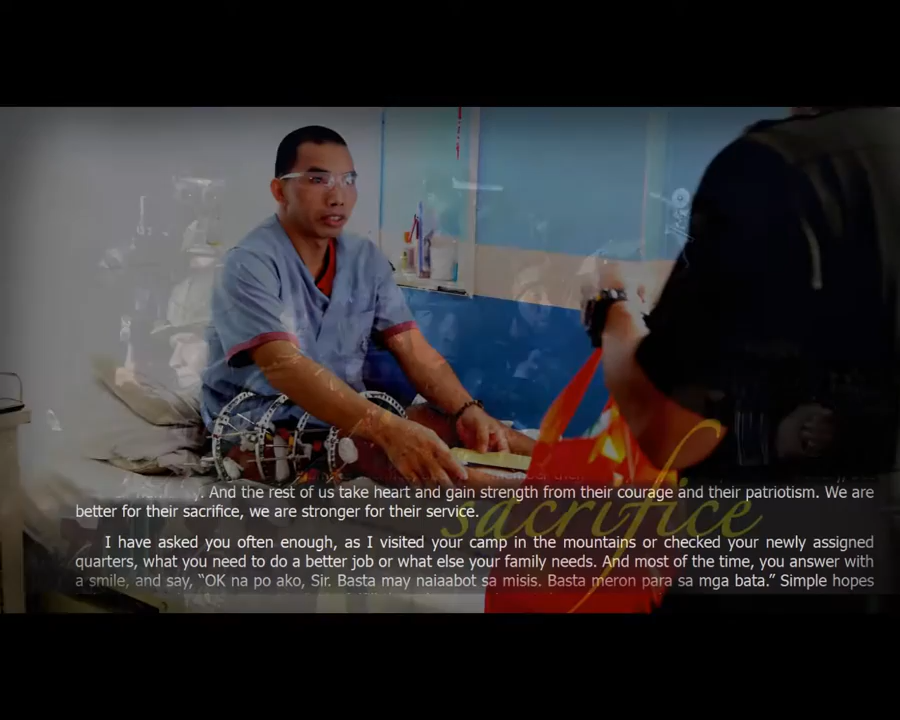 And the rest of us take heart and gain strength from their courage and their patriotism. We are
better for their sacrifice, we are stronger for their service.
sacrifice
I have asked you often enough, as I visited your camp in the mountains or checked your newly assigned
quarters, what you need to do a better job or what else your family needs. And most of the time, you answer with
a smile, and say, “OK na po ako, Sir. Basta may naiaabot sa misis. Basta meron para sa mga bata.” Simple hopes